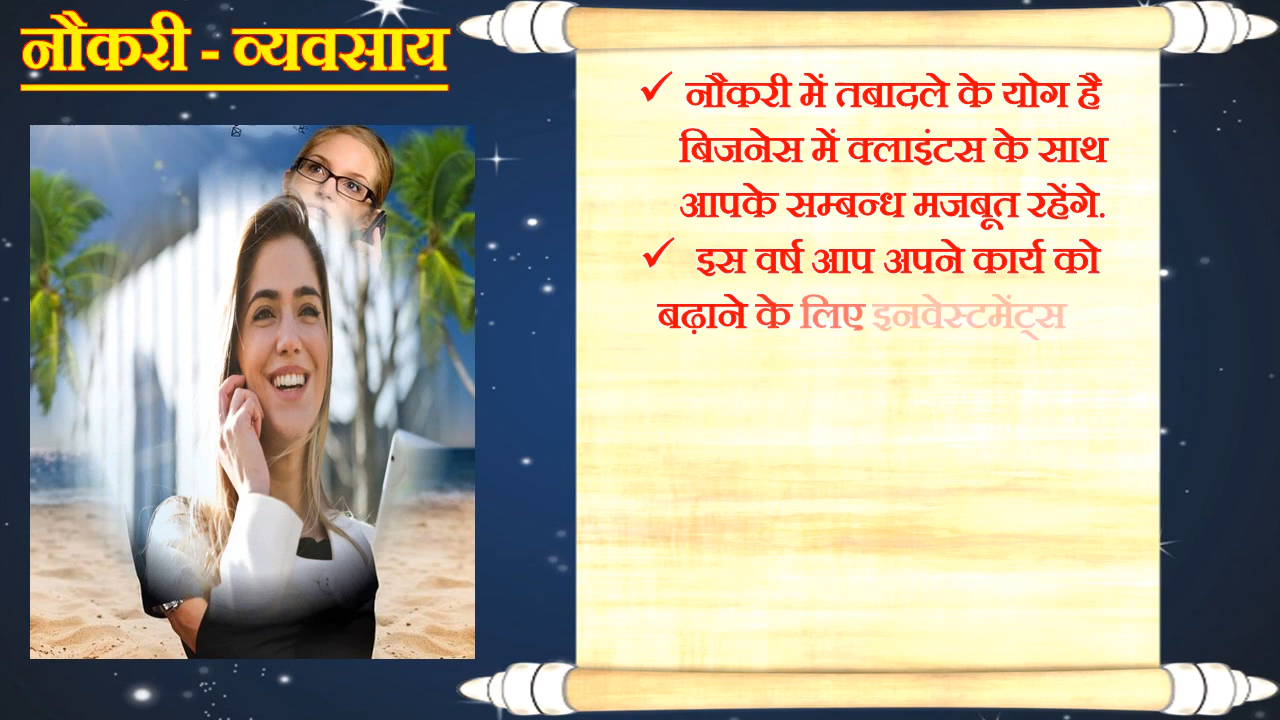 नौकरी - व्यवसाय
✓ नौकरी में तबादले के योग है
बिजनेस में क्लाइंटस के साथ
आपके सम्बन्ध मजबूत रहेंगे.
✓ इस वर्ष आप अपने कार्य को
बढ़ाने के लिए इनवेस्टमेंट्स